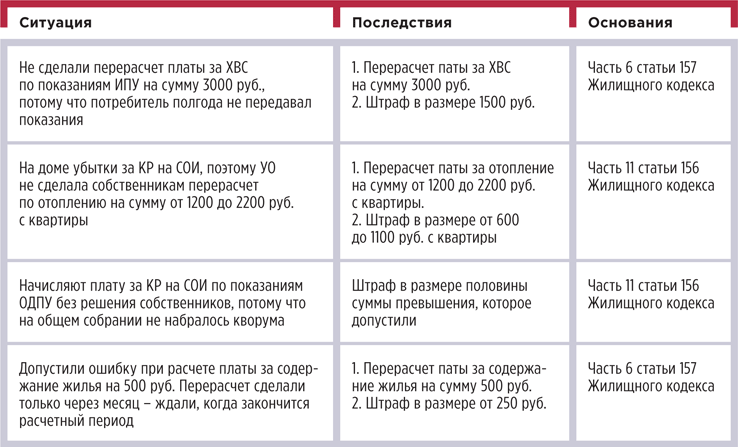 Ситуация
Последствия
Основания
Не сделали перерасчет платы за ХВС
по показаниям ИПУ на сумму 3000 руб.,
потому что потребитель полгода не передавал
показания
1. Перерасчет паты за ХВС
на сумму 3000 руб.
2. Штраф в размере 1500 руб.
Часть 6 статьи 157
Жилищного кодекса
На доме убытки за КР на СОИ, поэтому УО
не сделала собственникам перерасчет
по отоплению на сумму от 1200 до 2200 руб.
с квартиры
1. Перерасчет паты за отопление
на сумму от 1200 до 2200 руб.
с квартиры.
2. Штраф в размере от 600
до 1100 руб. с квартиры
Часть 11 статьи 156
Жилищного кодекса
Начисляют плату за КР на СОИ по показаниям
ОДПУ без решения собственников, потому что
на общем собрании не набралось кворума
Штраф в размере половины
суммы превышения, которое
допустили
Часть 11 статьи 156
Жилищного кодекса
Допустили ошибку при расчете платы за содер-
жание жилья на 500 руб. Перерасчет сделали
только через месяц – ждали, когда закончится
расчетный период
1. Перерасчет паты за содержа-
ние жилья на сумму 500 руб.
2. Штраф в размере от 250 руб.
Часть 6 статьи 157
Жилищного кодекса